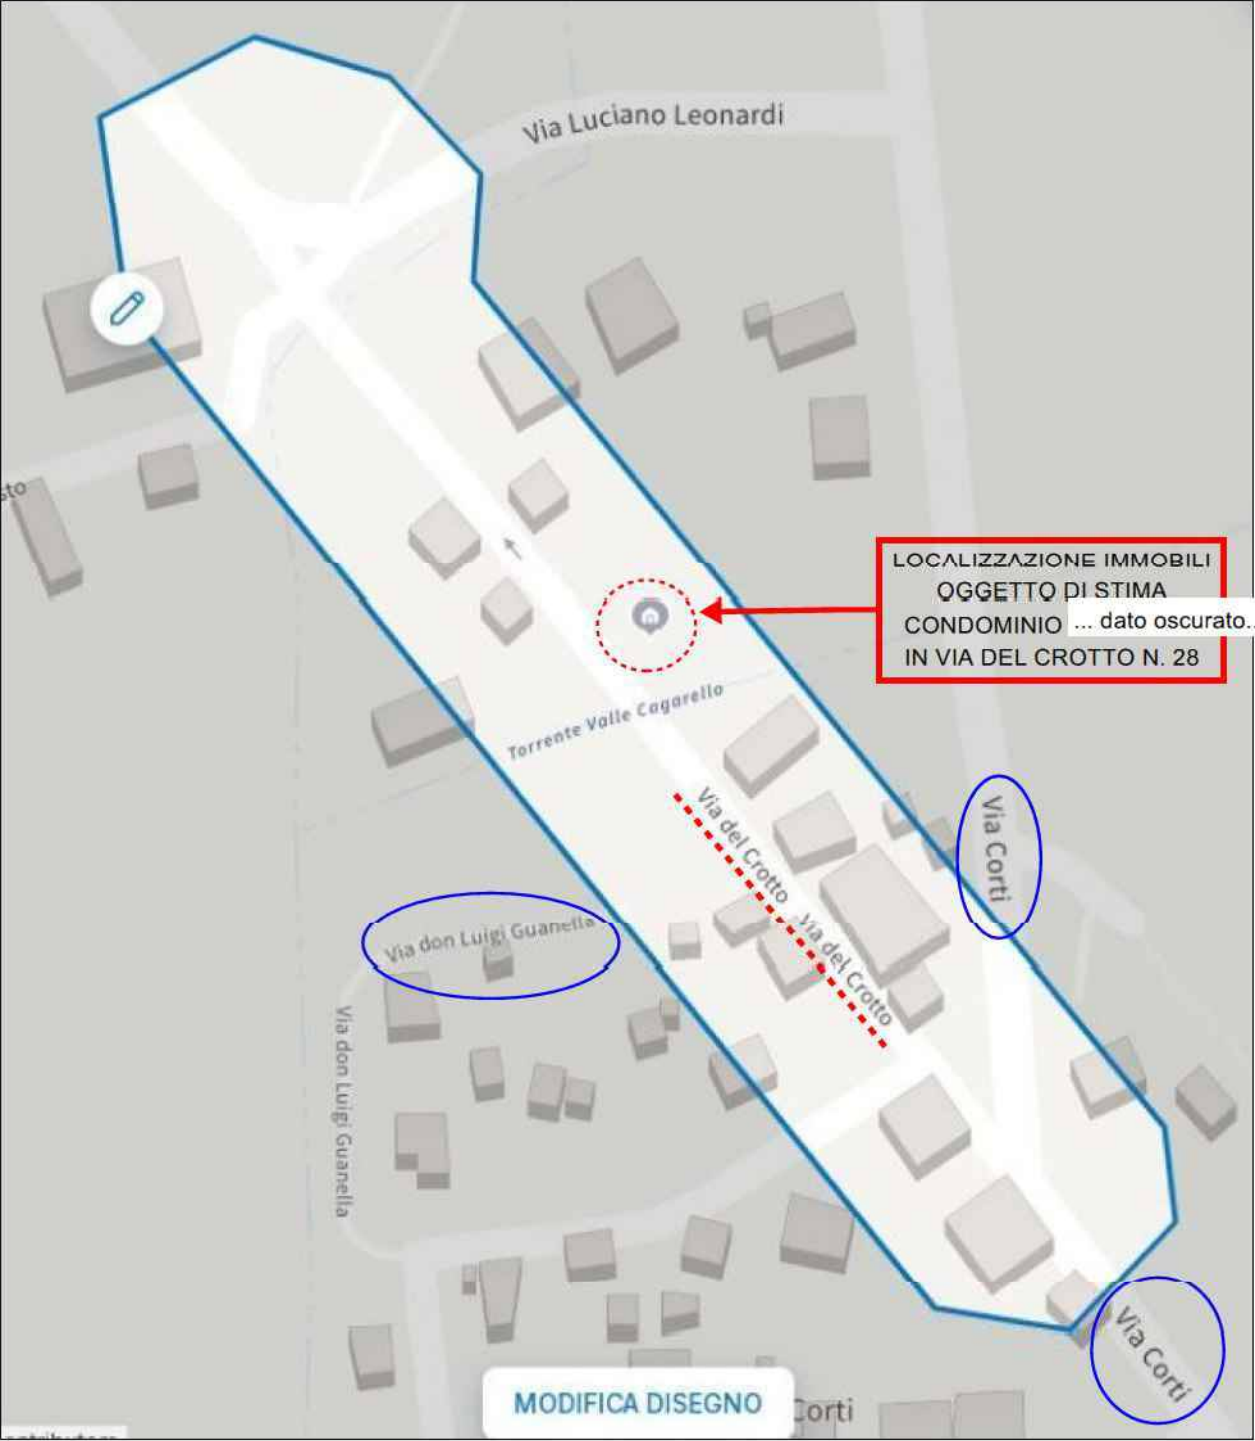 Via Luciano Leonardi
sto
LOCALIZZAZIONE IMMOBILI
OGGETTO DI STIMA
CONDOMINIO ... dato oscurato..
IN VIA DEL CROTTO N. 28
Torrente Valle Cagarello
Via del Crotto
Via Corti
Via del Crotto
Via don Luigi Guanella
Via don Luigi Guanella
Via Corti
MODIFICA DISEGNO
Corti